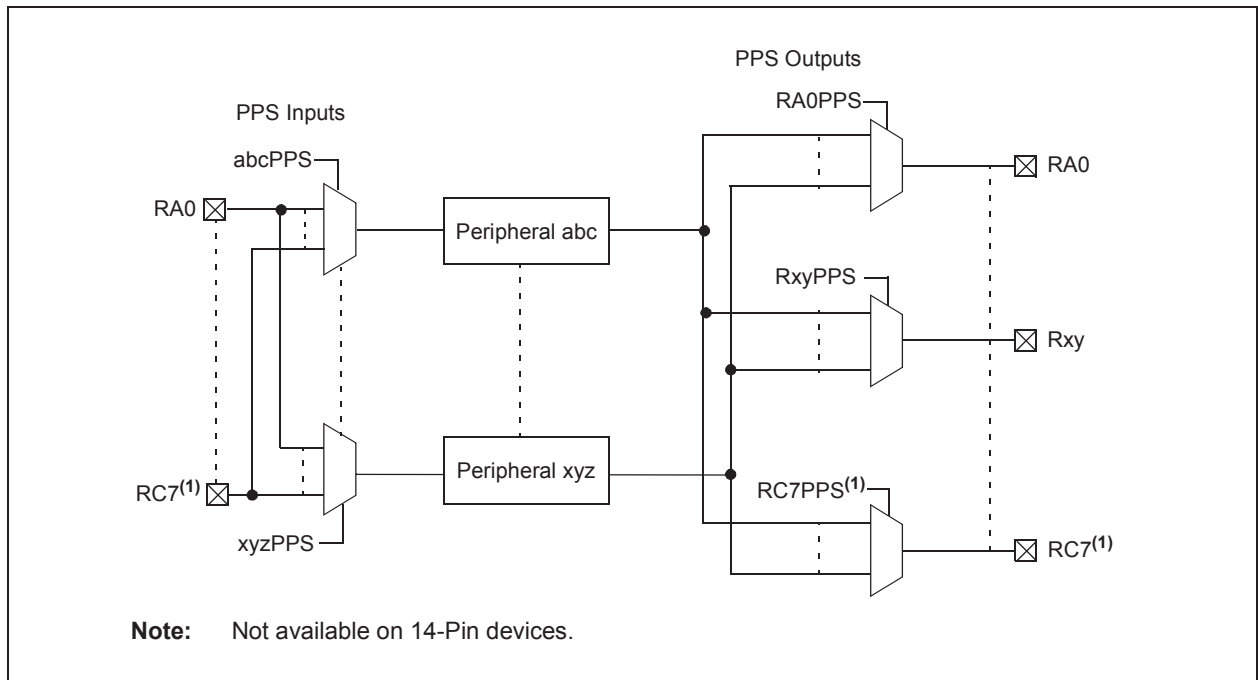 PPS Outputs
RA0PPS
PPS Inputs
abcPPS
RA0
RA0
Peripheral abc
RxyPPS
Rxy
Peripheral xyz
RC7(1)
RC7PPS(1)
xyzPPS
RC7(1)
Note: Not available on 14-Pin devices.